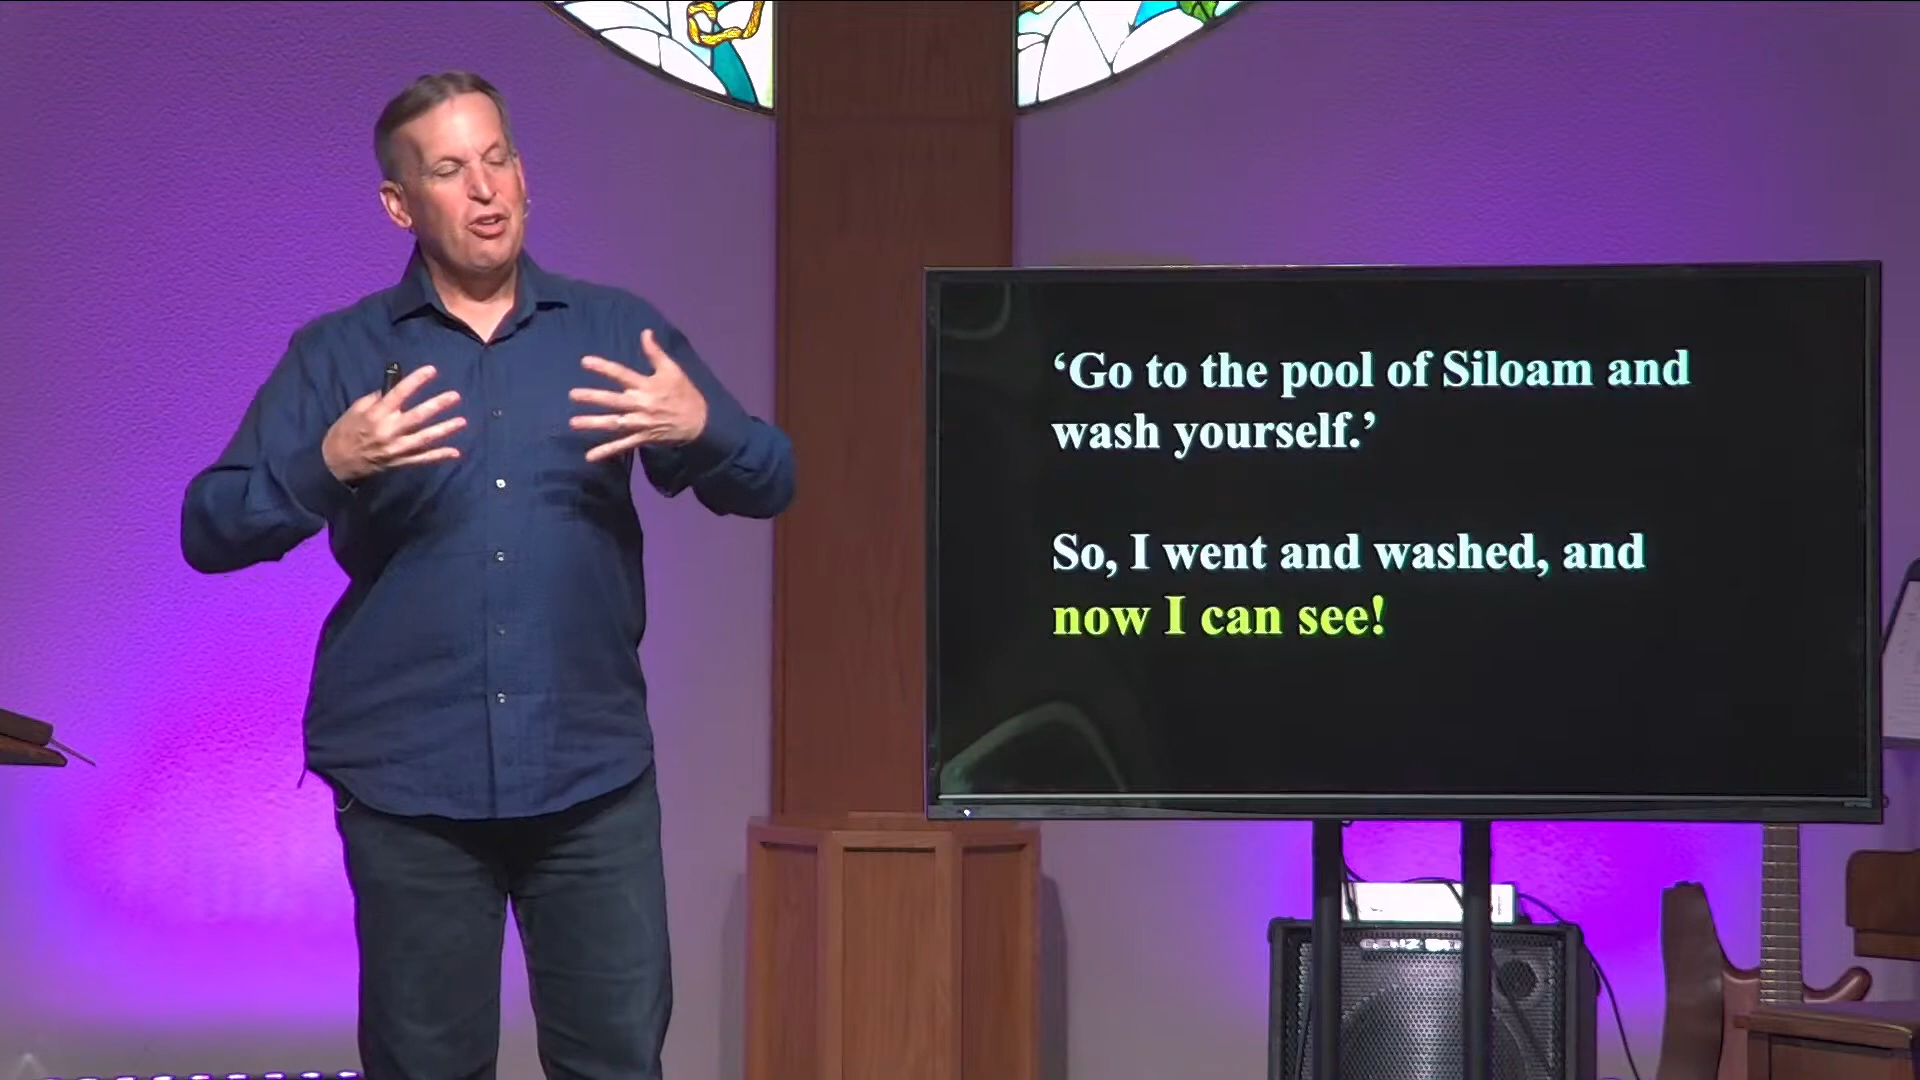 ‘Go to the pool of Siloam and
wash yourself.’
So, I went and washed, and
now I can see!